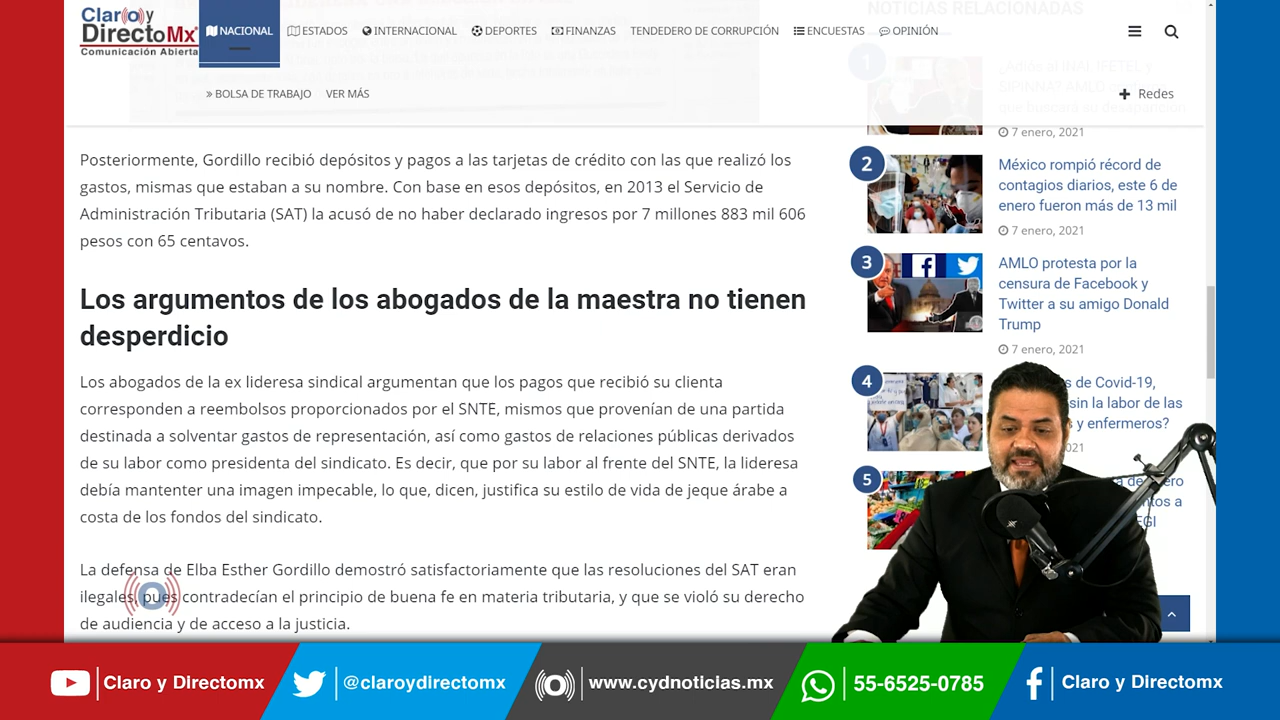 Claro y
DirectoMx
Comunicación Abierta
NACIONAL
ESTADOS
INTERNACIONAL
DEPORTES
FINANZAS
TENDEDERO DE CORRUPCIÓN
ENCUESTAS
OPINIÓN
» BOLSA DE TRABAJO
VER MÁS
+ Redes
Posteriormente, Gordillo recibió depósitos y pagos a las tarjetas de crédito con las que realizó los
gastos, mismas que estaban a su nombre. Con base en esos depósitos, en 2013 el Servicio de
Administración Tributaria (SAT) la acusó de no haber declarado ingresos por 7 millones 883 mil 606
pesos con 65 centavos.
Los argumentos de los abogados de la maestra no tienen
desperdicio
Los abogados de la ex lideresa sindical argumentan que los pagos que recibió su clienta
corresponden a reembolsos proporcionados por el SNTE, mismos que provenían de una partida
destinada a solventar gastos de representación, así como gastos de relaciones públicas derivados
de su labor como presidenta del sindicato. Es decir, que por su labor al frente del SNTE, la lideresa
debía mantenter una imagen impecable, lo que, dicen, justifica su estilo de vida de jeque árabe a
costa de los fondos del sindicato.
La defensa de Elba Esther Gordillo demostró satisfactoriamente que las resoluciones del SAT eran
ilegales, pues contradecían el principio de buena fe en materia tributaria, y que se violó su derecho
de audiencia y de acceso a la justicia.
NOTICIAS RELACIONADAS
1
7 enero, 2021
2
México rompió récord de
contagios diarios, este 6 de
enero fueron más de 13 mil
7 enero, 2021
3
AMLO protesta por la
censura de Facebook y
Twitter a su amigo Donald
Trump
7 enero, 2021
4
de Covid-19,
sin la labor de las
y enfermeros?
2021
5
Claro y Directomx
@claroydirectomx
www.cydnoticias.mx
55-6525-0785
Claro y Directomx